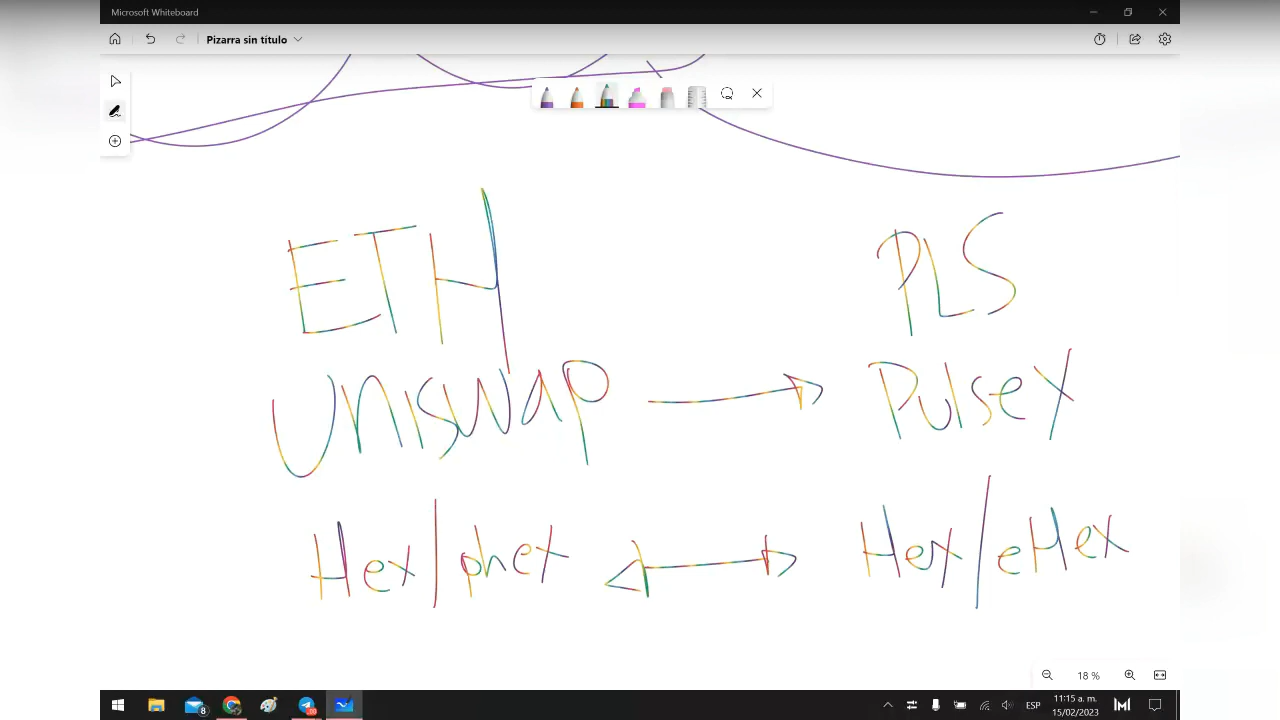 Microsoft Whiteboard
Pizarra sin título
ETH
PLS
UNISWAP
PulseX
Hex/phex
Hex/eHex
18 %
8
ESP
11:15 a. m.
15/02/2023